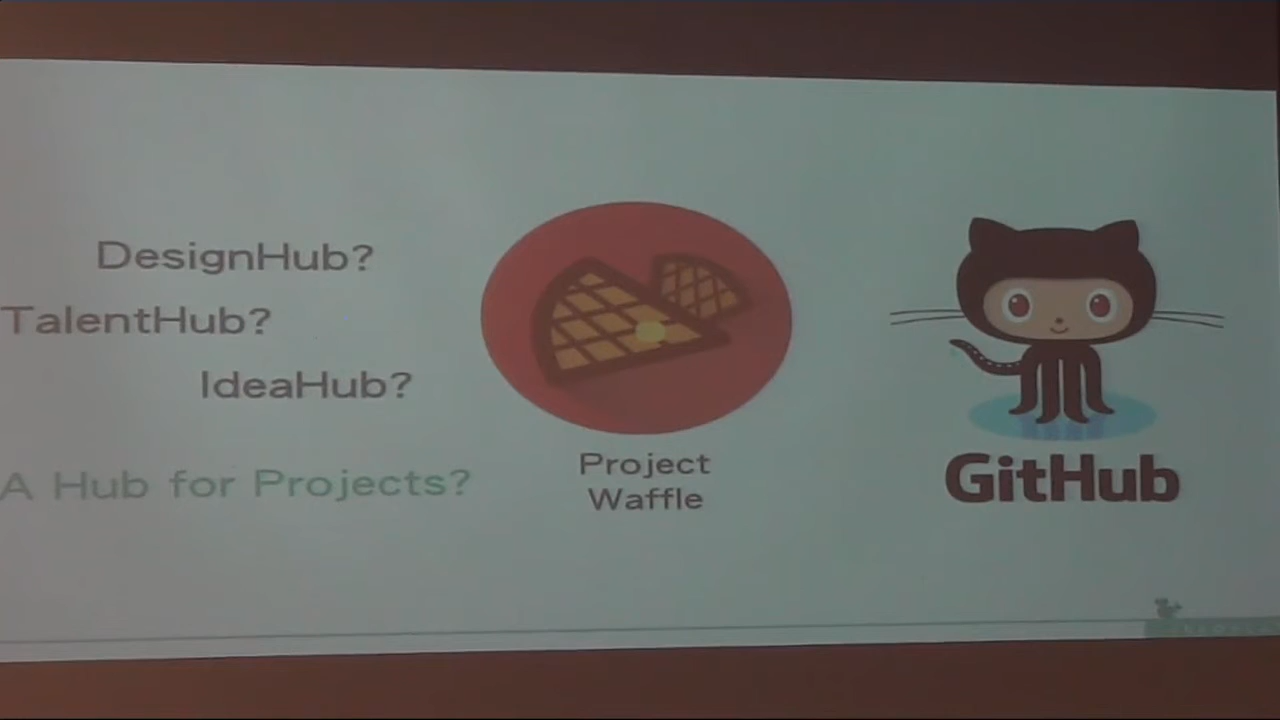 DesignHub?
TalentHub?
IdeaHub?
A Hub for Projects?
Project
Waffle
GitHub